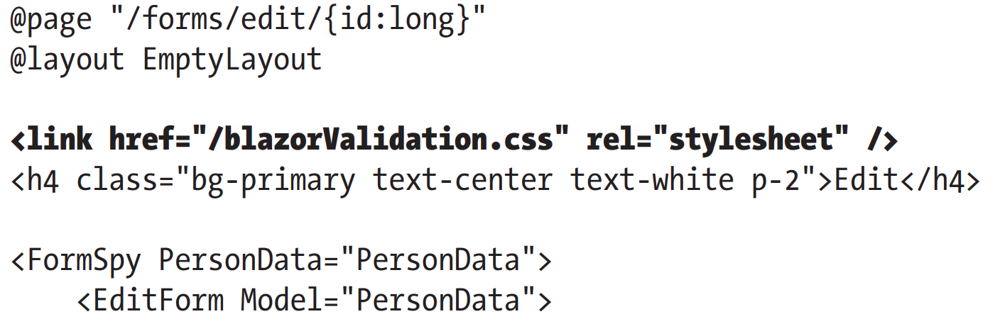 @page "/forms/edit/{id:long}"
@layout EmptyLayout

<link href="/blazorValidation.css" rel="stylesheet" />
<h4 class="bg-primary text-center text-white p-2">Edit</h4>

<FormSpy PersonData="PersonData">
    <EditForm Model="PersonData">